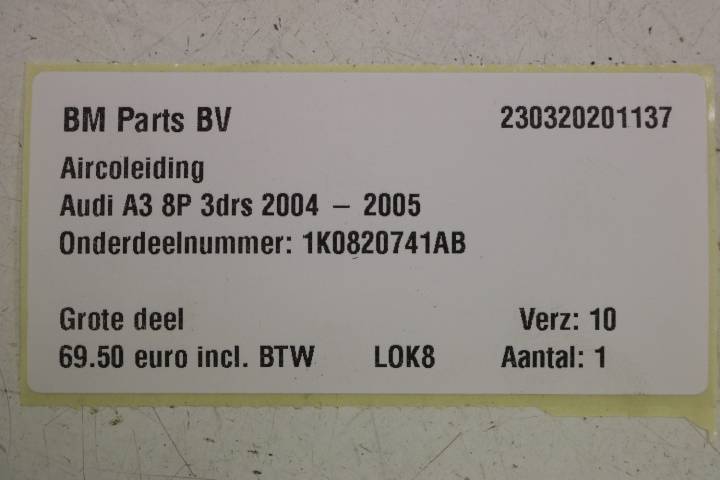 BM Parts BV 230320201137
Aircoleiding
Audi A3 8P 3drs 2004 – 2005
Onderdeelnummer: 1K0820741AB
Grote deel Verz: 10
69.50 euro incl. BTW LOK8 Aantal: 1